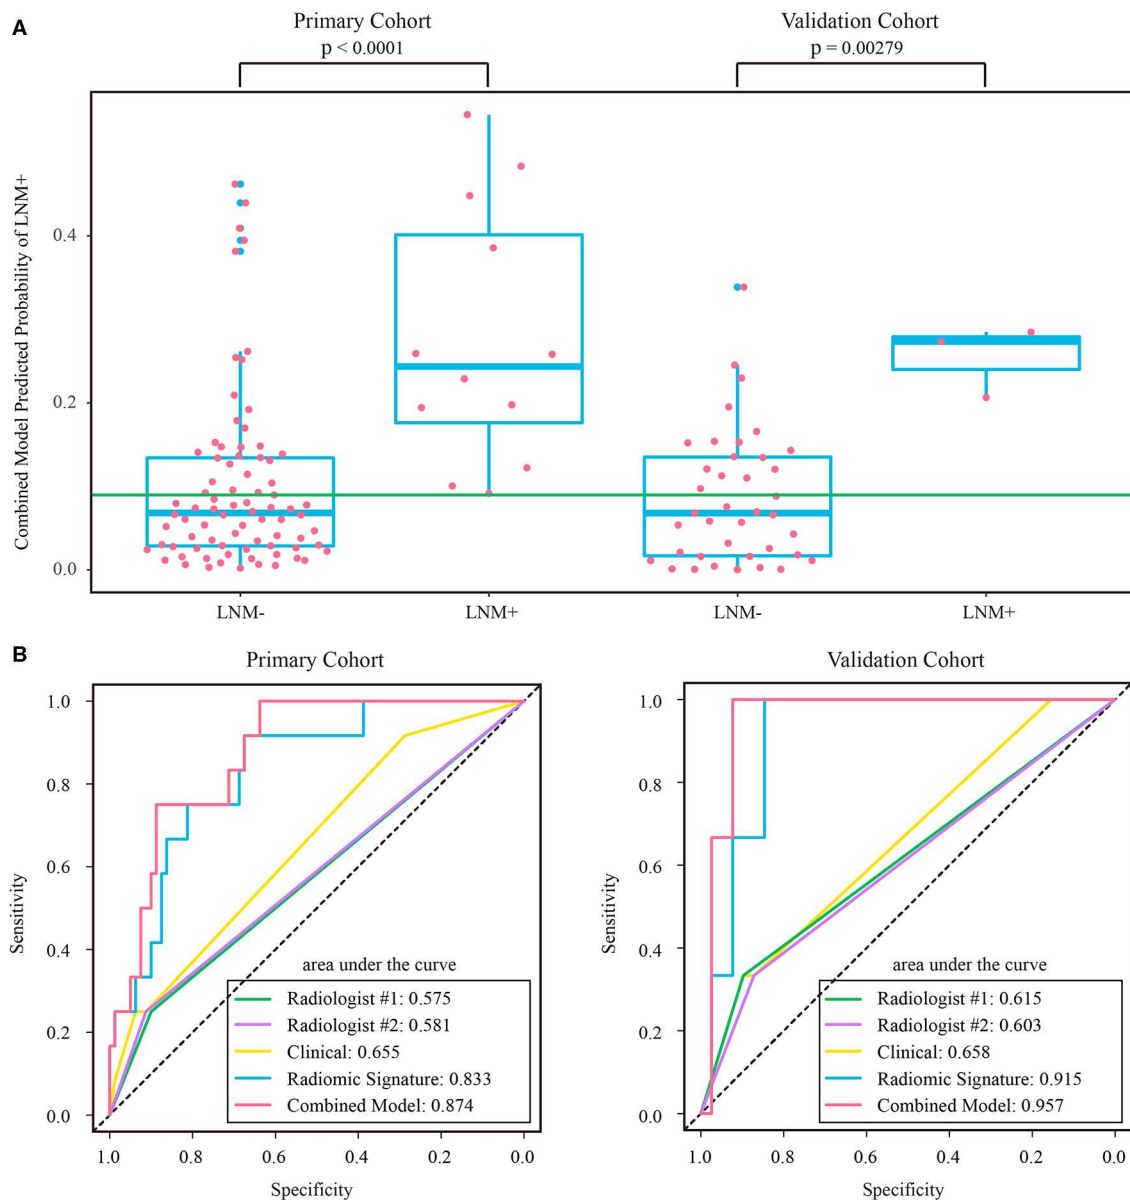 A
Primary Cohort
p < 0.0001
Validation Cohort
p = 0.00279
Combined Model Predicted Probability of LNM+
0.4
0.2
0.0
LNM-
LNM+
LNM-
LNM+
B
Primary Cohort
Sensitivity
1.0
0.8
0.6
0.4
0.2
0.0
area under the curve
Radiologist #1: 0.575
Radiologist #2: 0.581
Clinical: 0.655
Radiomic Signature: 0.833
Combined Model: 0.874
1.0 0.8 0.6 0.4 0.2 0.0
Specificity
Validation Cohort
Sensitivity
1.0
0.8
0.6
0.4
0.2
0.0
area under the curve
Radiologist #1: 0.615
Radiologist #2: 0.603
Clinical: 0.658
Radiomic Signature: 0.915
Combined Model: 0.957
1.0 0.8 0.6 0.4 0.2 0.0
Specificity